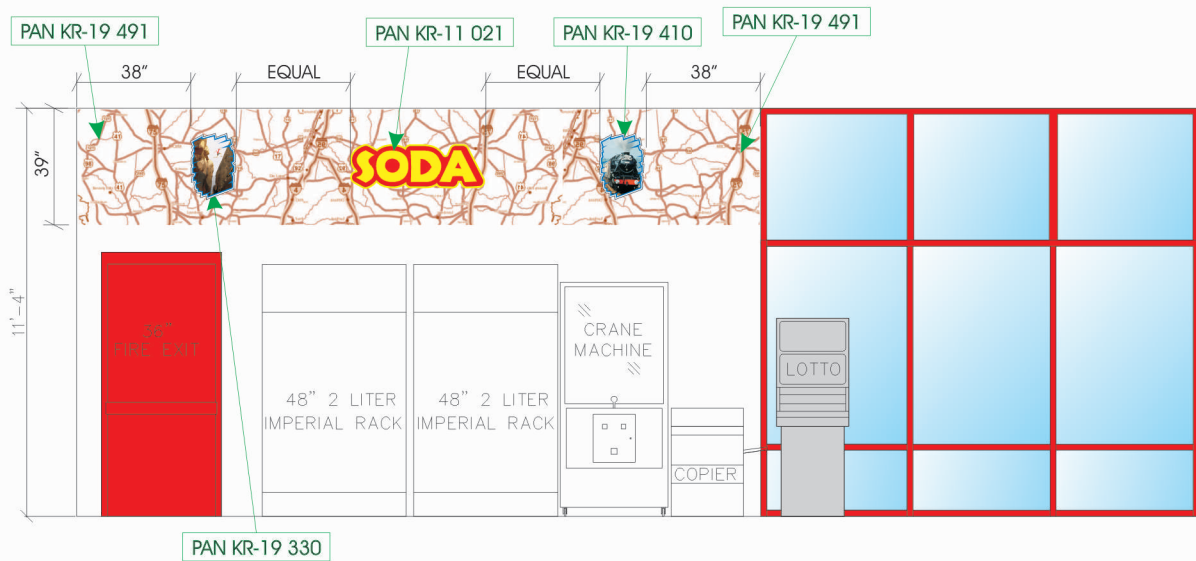 PAN KR-19 491
PAN KR-11 021
PAN KR-19 410
PAN KR-19 491
38”
EQUAL
EQUAL
38”
39”
SODA
11’-4”
36”
FIRE EXIT
48” 2 LITER
IMPERIAL RACK
48” 2 LITER
IMPERIAL RACK
CRANE
MACHINE
COPIER
LOTTO
PAN KR-19 330